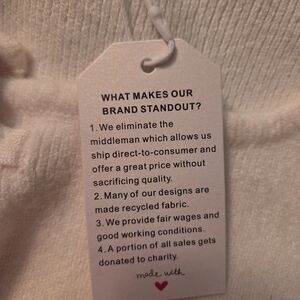 WHAT MAKES OUR
BRAND STANDOUT?
1. We eliminate the
middleman which allows us
ship direct-to-consumer and
offer a great price without
sacrificing quality.
2. Many of our designs are
made recycled fabric.
3. We provide fair wages and
good working conditions.
4. A portion of all sales gets
donated to charity.
made with